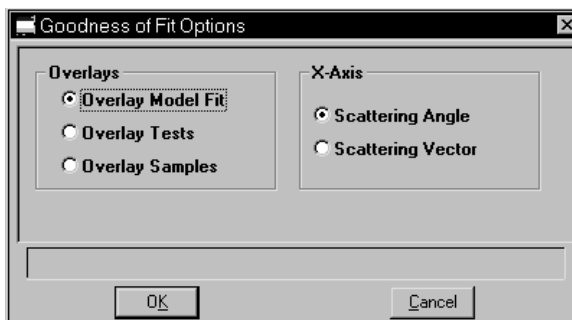 Goodness of Fit Options
Overlays
Overlay Model Fit
Overlay Tests
Overlay Samples
X-Axis
Scattering Angle
Scattering Vector
OK
Cancel